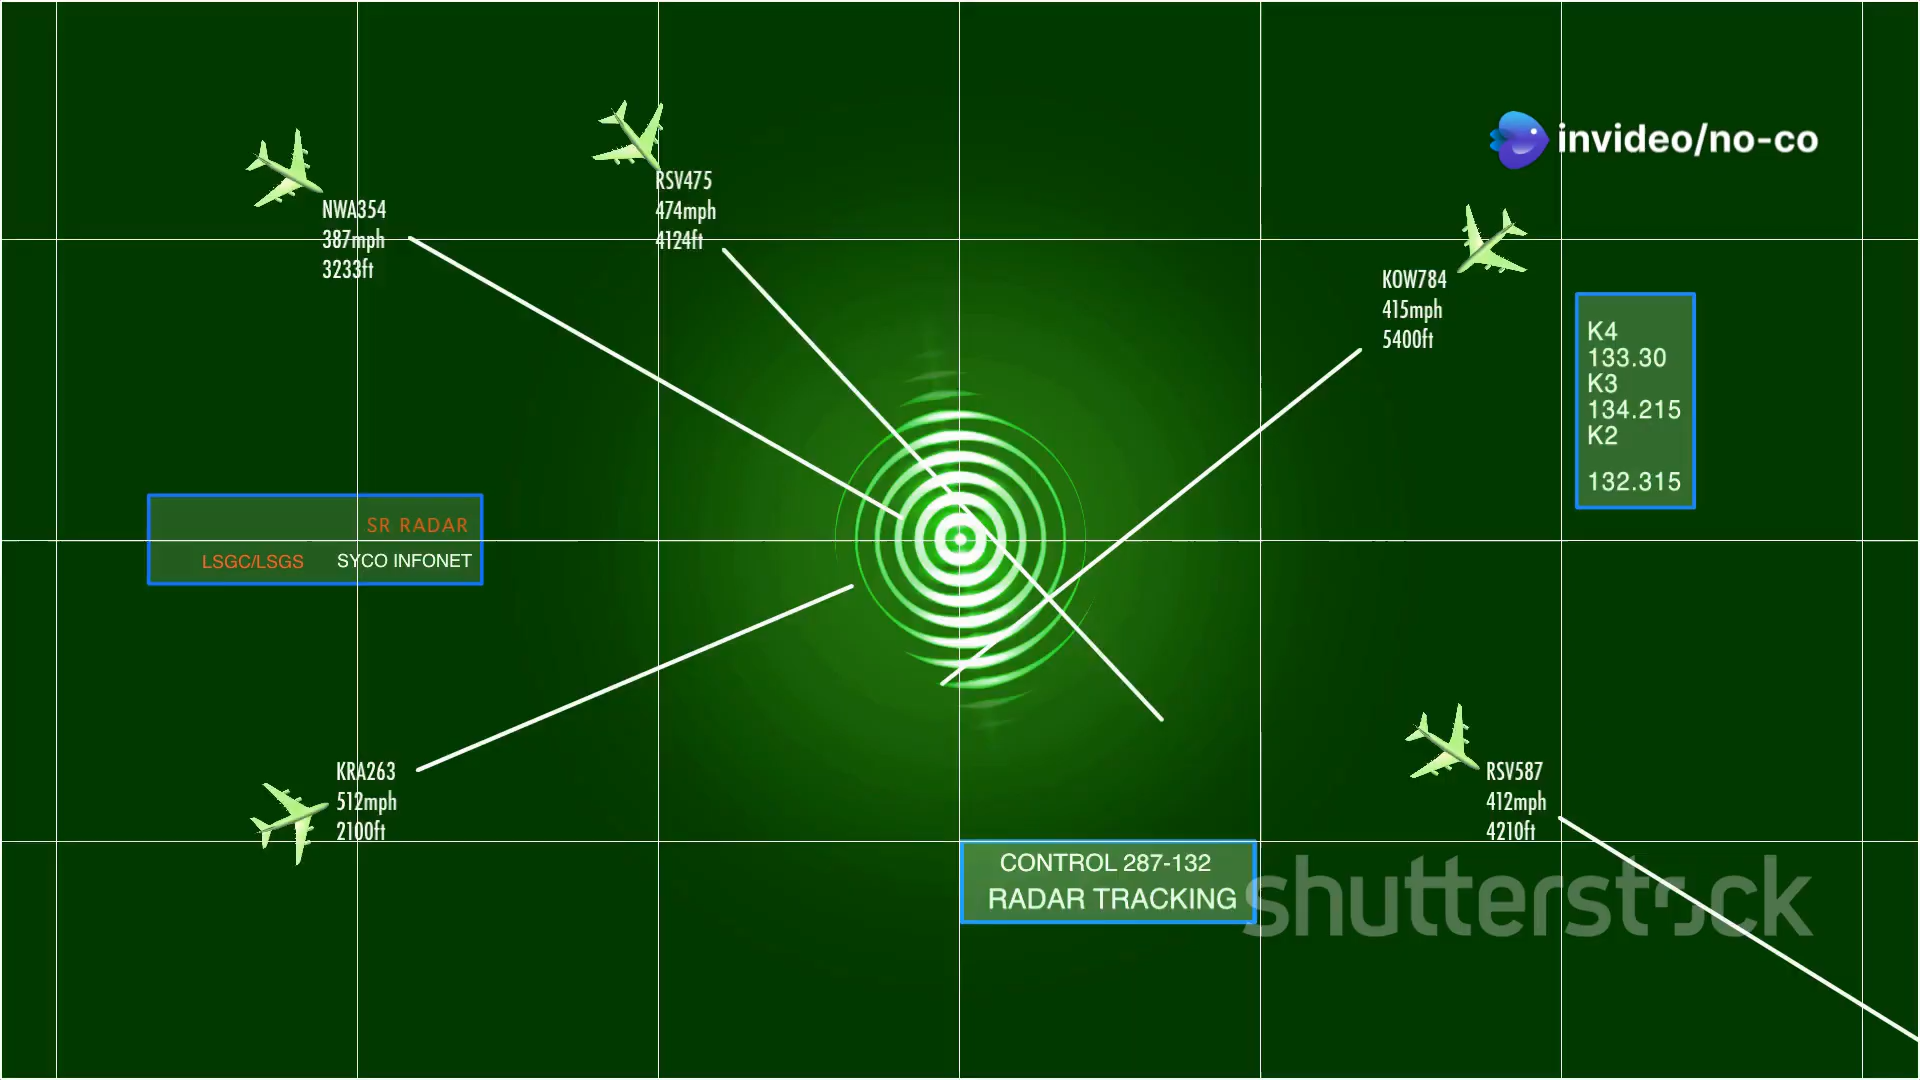 invideo/no-co
RSV475
474mph
4124ft
NWA354
387mph
3233ft
KOW784
415mph
5400ft
K4
133.30
K3
134.215
K2
132.315
SR RADAR
LSGC/LSGS SYCO INFONET
KRA263
512mph
2100ft
RSV587
412mph
4210ft
CONTROL 287-132
RADAR TRACKING
shutterstock